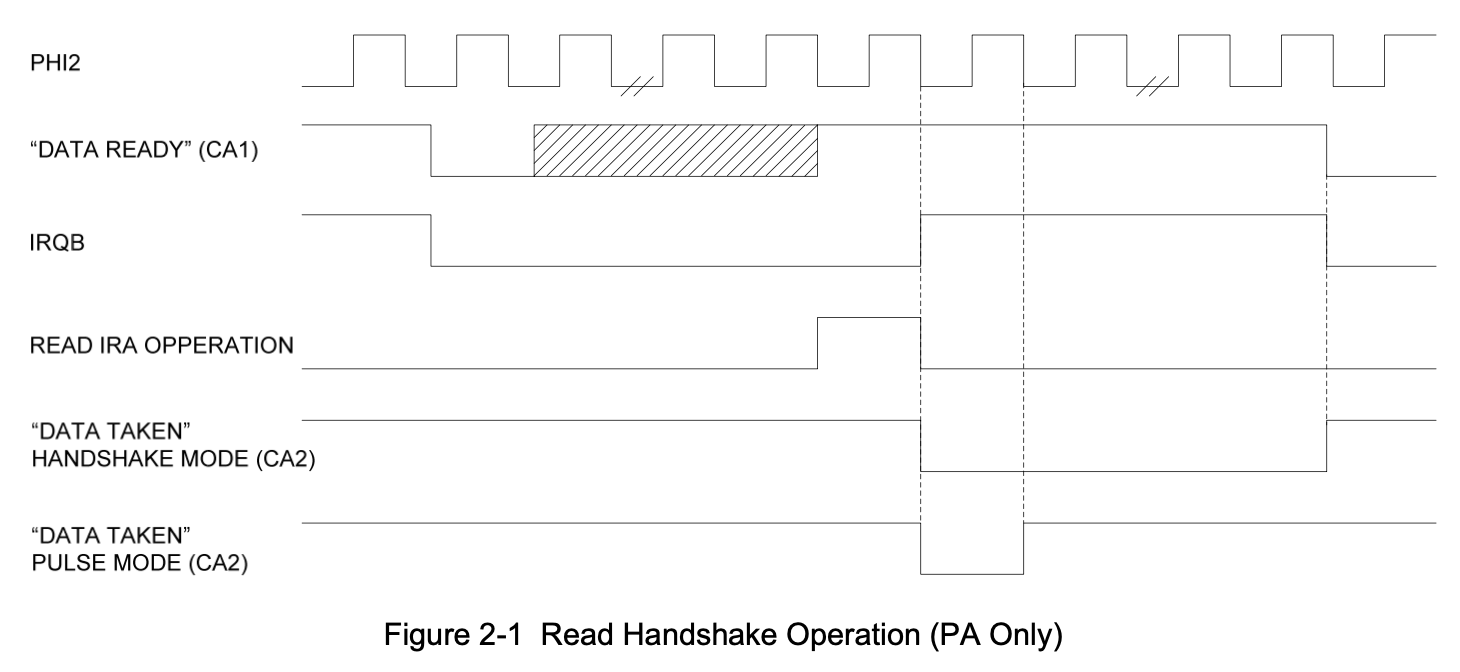 PHI2
“DATA READY” (CA1)
IRQB
READ IRA OPPERATION
“DATA TAKEN”
HANDSHAKE MODE (CA2)
“DATA TAKEN”
PULSE MODE (CA2)
Figure 2-1 Read Handshake Operation (PA Only)